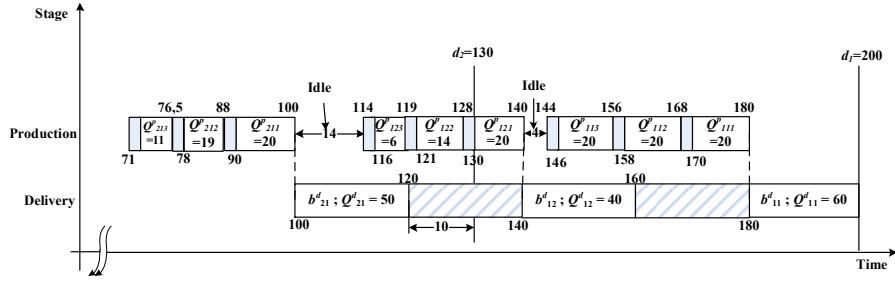 Stage
d₂=130
d₁=200
Idle
Idle
76,5 88 100 114 119 128 140 144 156 168 180
Production
Qᵖ₂₁₃ =11
Qᵖ₂₁₂ =19
Qᵖ₂₁₁ =20
14
Qᵖ₁₂₃ =6
Qᵖ₁₂₂ =14
Qᵖ₁₂₁ =20
4
Qᵖ₁₁₃ =20
Qᵖ₁₁₂ =20
Qᵖ₁₁₁ =20
71 78 90 116 121 130 146 158 170
120 160
Delivery
bᵈ₂₁ ; Qᵈ₂₁ = 50
bᵈ₁₂ ; Qᵈ₁₂ = 40
bᵈ₁₁ ; Qᵈ₁₁ = 60
100 10 140 180
Time